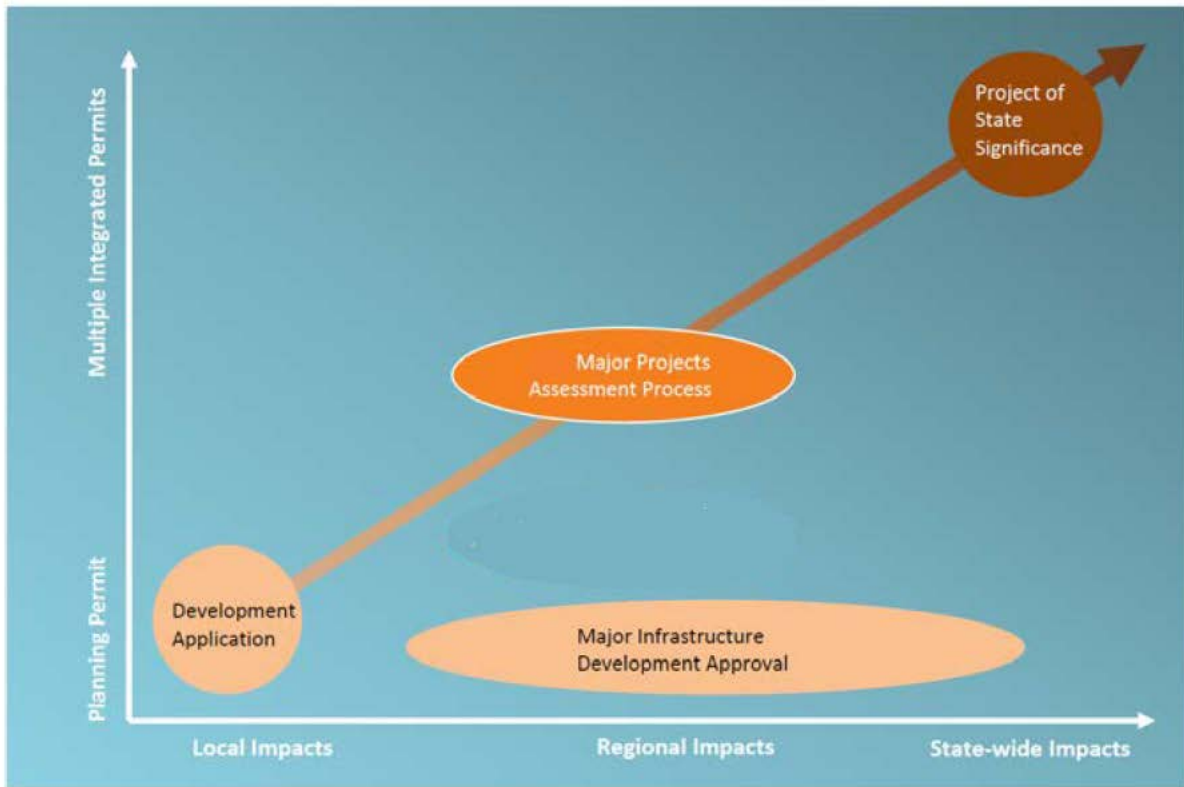 Multiple Integrated Permits
Planning Permit
Project of
State
Significance
Major Projects
Assessment Process
Development
Application
Major Infrastructure
Development Approval
Local Impacts
Regional Impacts
State-wide Impacts